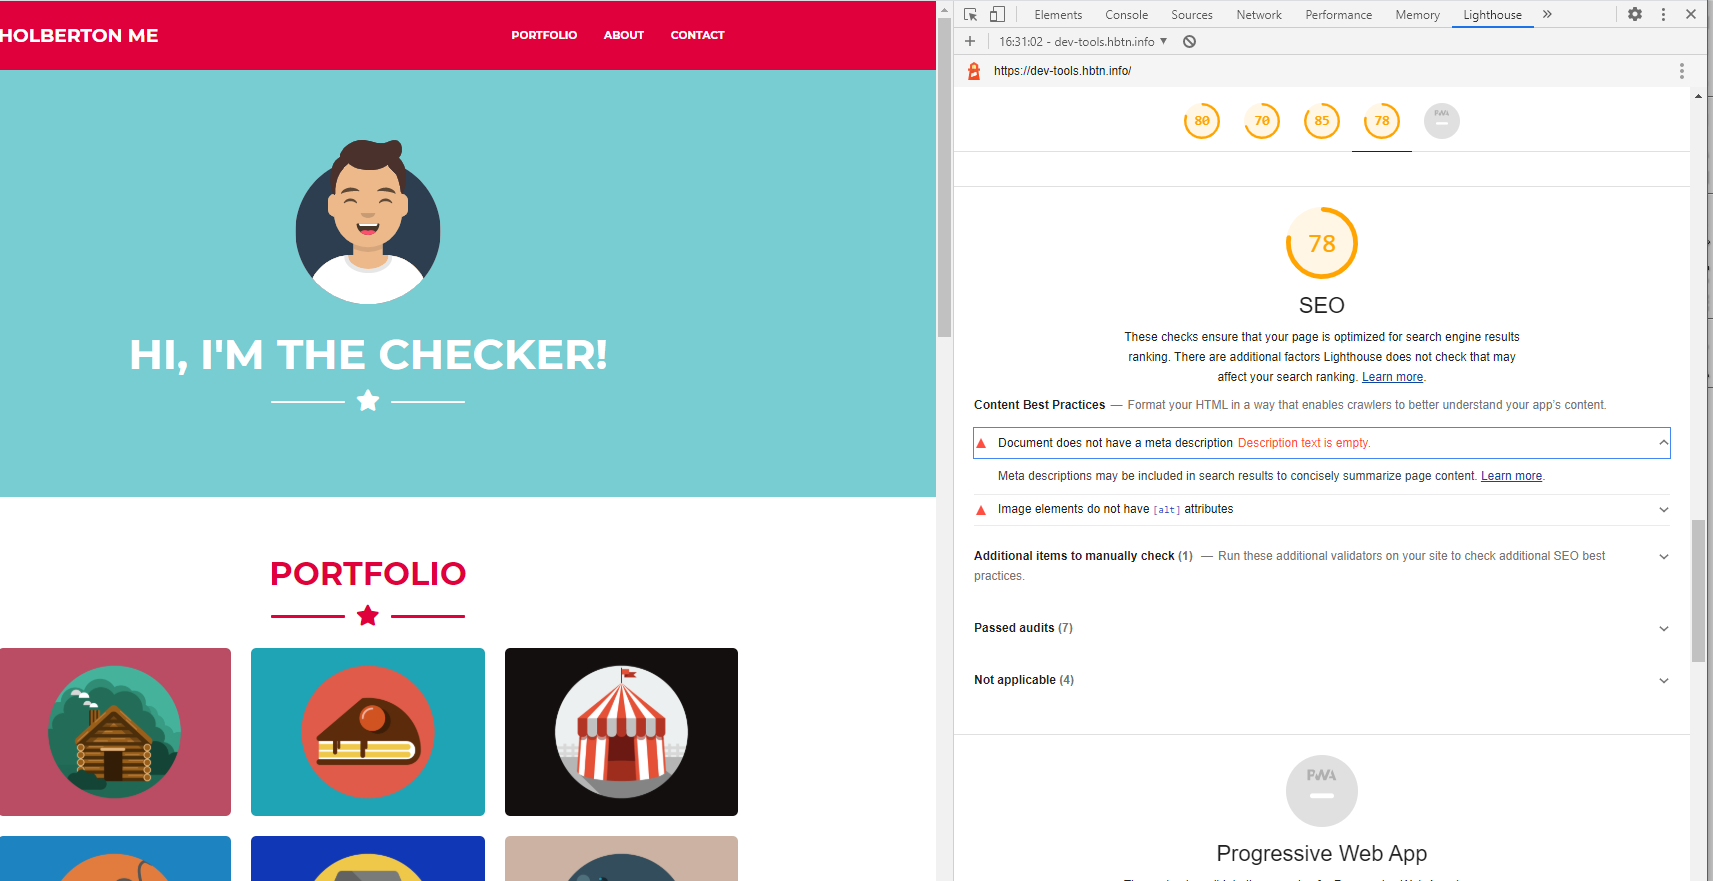 HOLBERTON ME
PORTFOLIO ABOUT CONTACT
HI, I'M THE CHECKER!
PORTFOLIO
Elements Console Sources Network Performance Memory Lighthouse »
16:31:02 - dev-tools.hbtn.info
https://dev-tools.hbtn.info/
80 70 85 78 PWA
78
SEO
These checks ensure that your page is optimized for search engine results
ranking. There are additional factors Lighthouse does not check that may
affect your search ranking. Learn more.
Content Best Practices — Format your HTML in a way that enables crawlers to better understand your app's content.
Document does not have a meta description Description text is empty.
Meta descriptions may be included in search results to concisely summarize page content. Learn more.
Image elements do not have [alt] attributes
Additional items to manually check (1) — Run these additional validators on your site to check additional SEO best
practices.
Passed audits (7)
Not applicable (4)
PWA
Progressive Web App